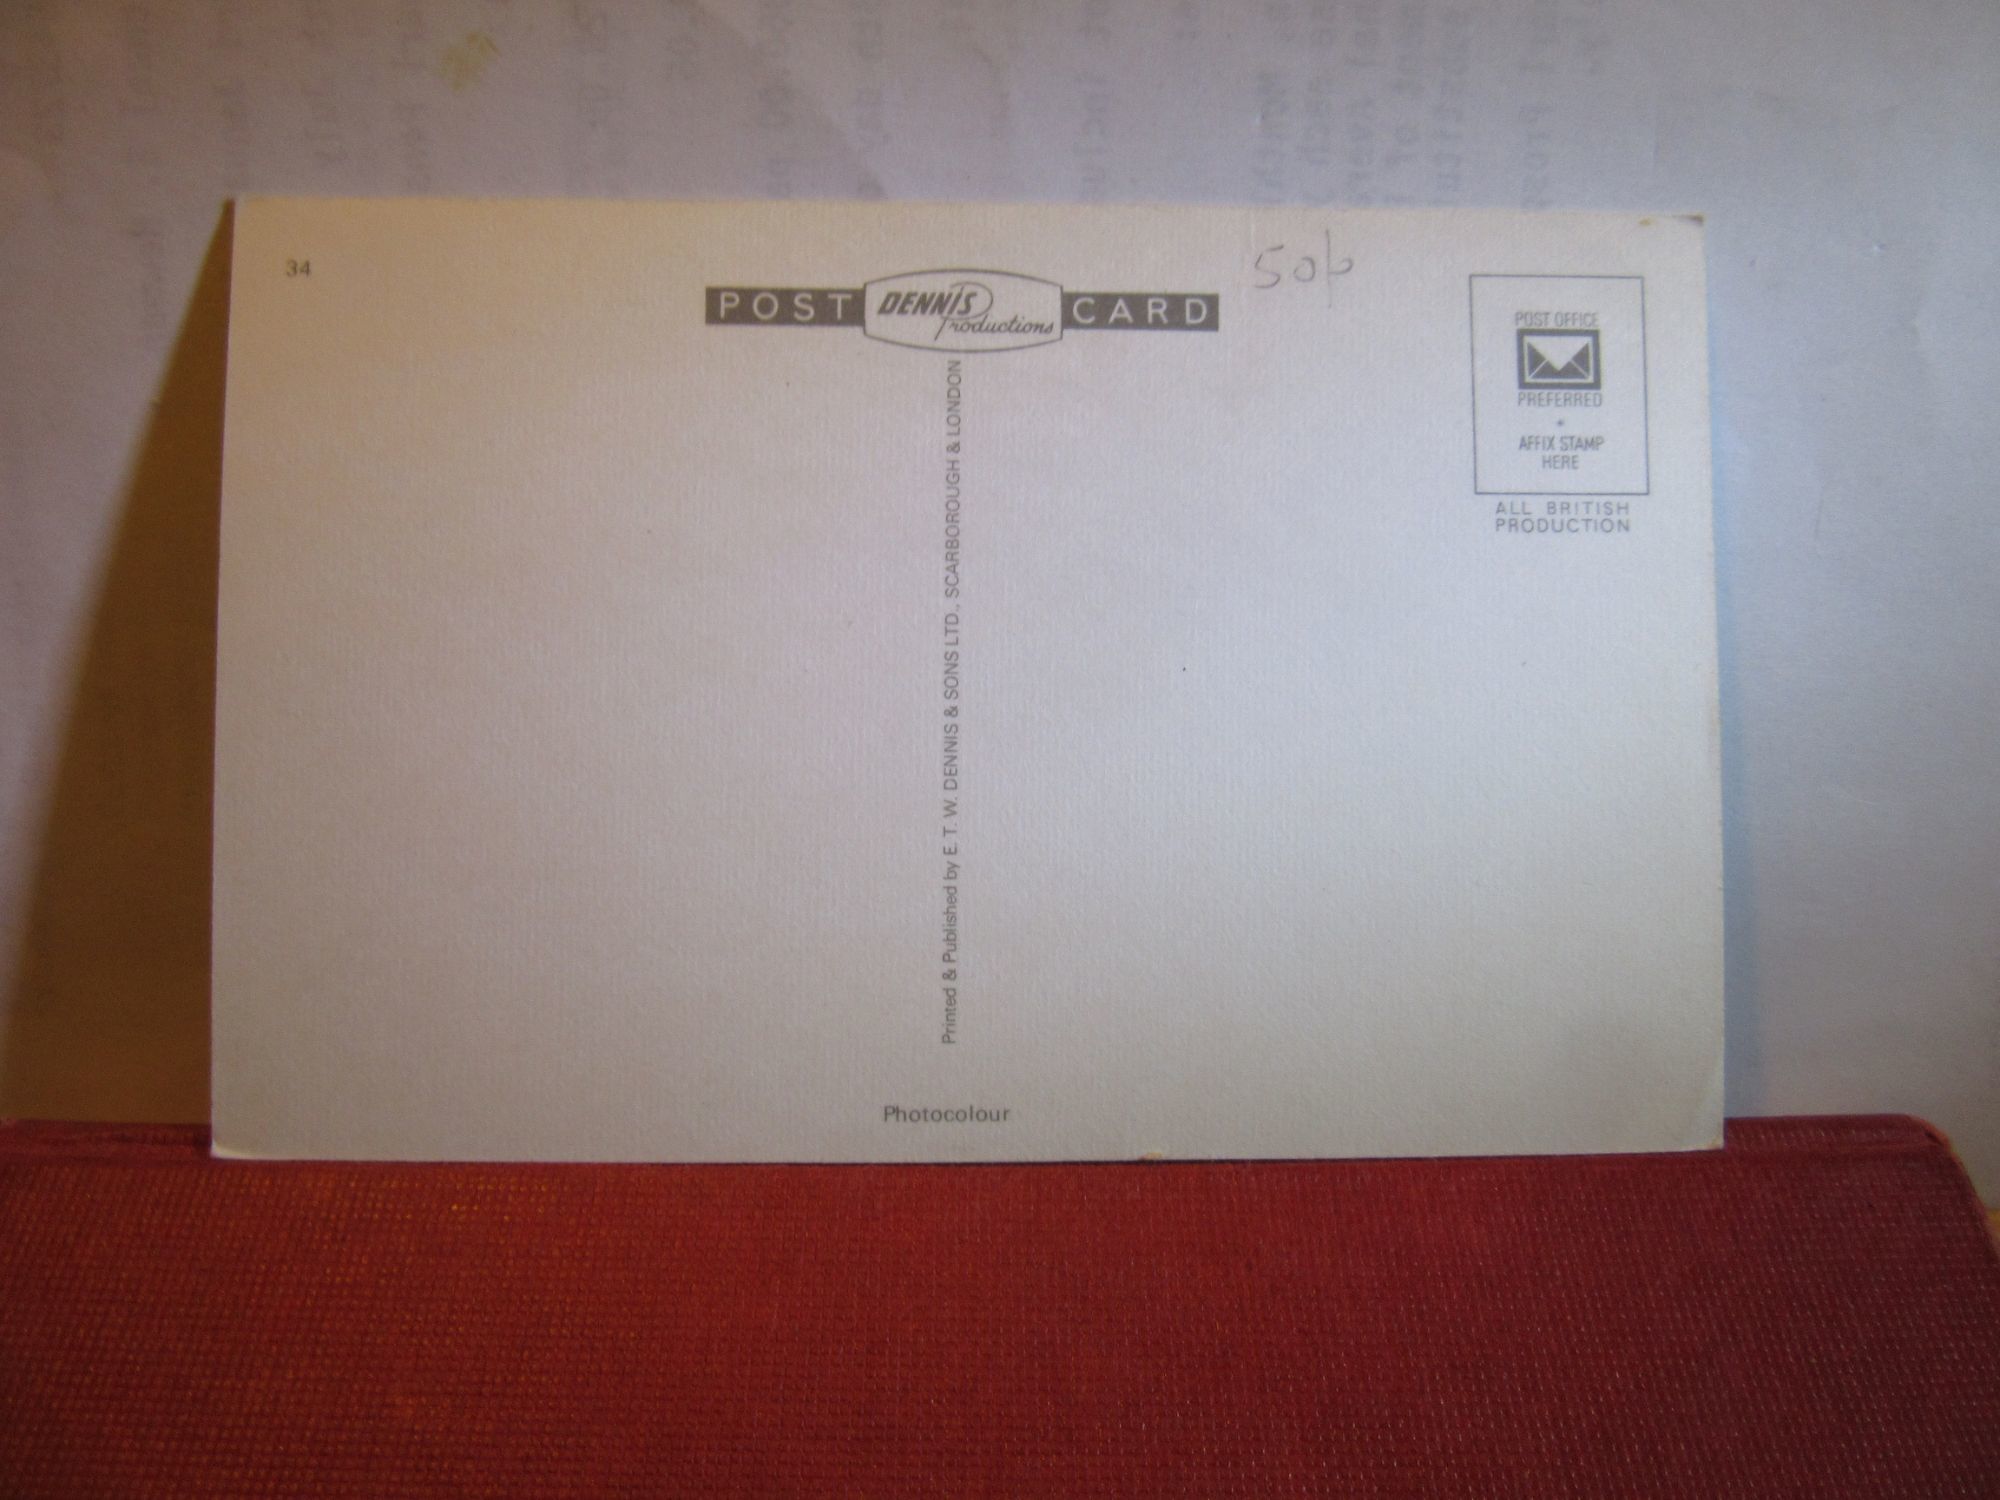 34
POST DENNIS Productions CARD
50p
POST OFFICE
PREFERRED
AFFIX STAMP
HERE
ALL BRITISH
PRODUCTION
Printed & Published by E. T. W. DENNIS & SONS LTD., SCARBOROUGH & LONDON
Photocolour